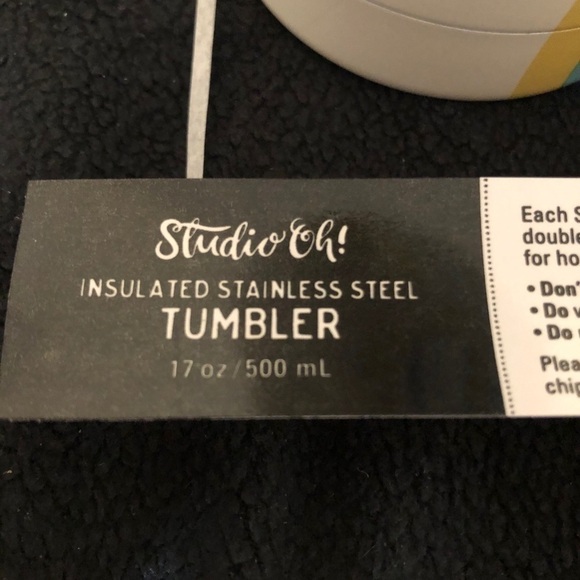 Studio Oh!
INSULATED STAINLESS STEEL
TUMBLER
17 oz / 500 mL
Each
double
for
• Don'
• Do
• Do